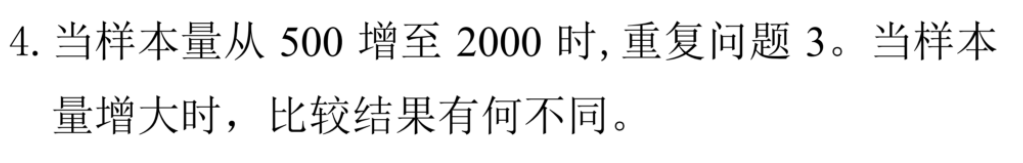 4. 当样本量从 500 增至 2000 时, 重复问题 3。当样本
量增大时，比较结果有何不同。